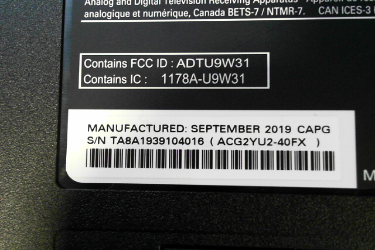 Analog and Digital Television Receiving Apparatus
analogique et numérique, Canada BETS-7 / NTMR-7. CAN ICES-3
Contains FCC ID : ADTU9W31
Contains IC : 1178A-U9W31
MANUFACTURED: SEPTEMBER 2019 CAPG
S/N TA8A1939104016 ( ACG2YU2-40FX )
M